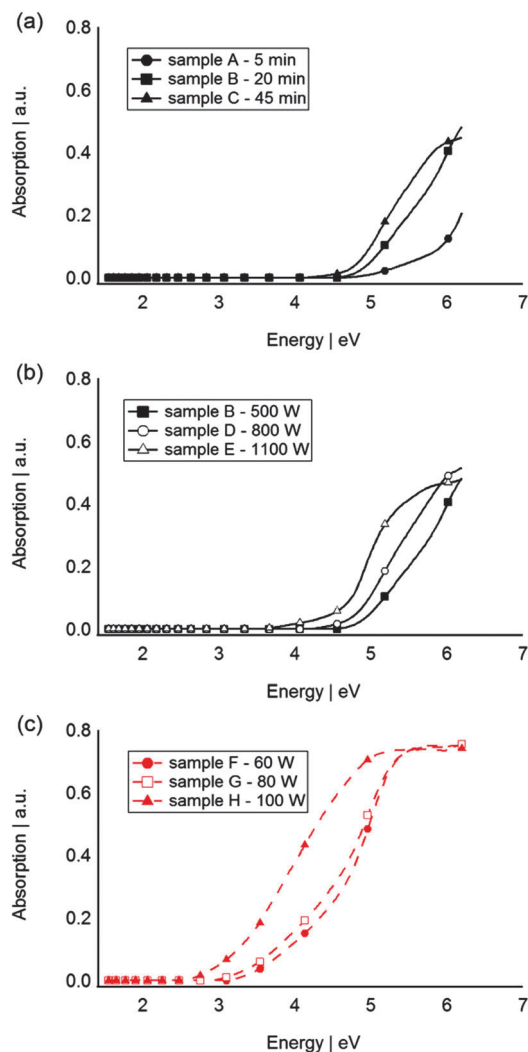 (a)
0.8
sample A - 5 min
sample B - 20 min
sample C - 45 min
0.6
0.4
0.2
0.0
Absorption | a.u.
2 3 4 5 6 7
Energy | eV
(b)
0.8
sample B - 500 W
sample D - 800 W
sample E - 1100 W
0.6
0.4
0.2
0.0
Absorption | a.u.
2 3 4 5 6 7
Energy | eV
(c)
0.8
sample F - 60 W
sample G - 80 W
sample H - 100 W
0.6
0.4
0.2
0.0
Absorption | a.u.
2 3 4 5 6 7
Energy | eV